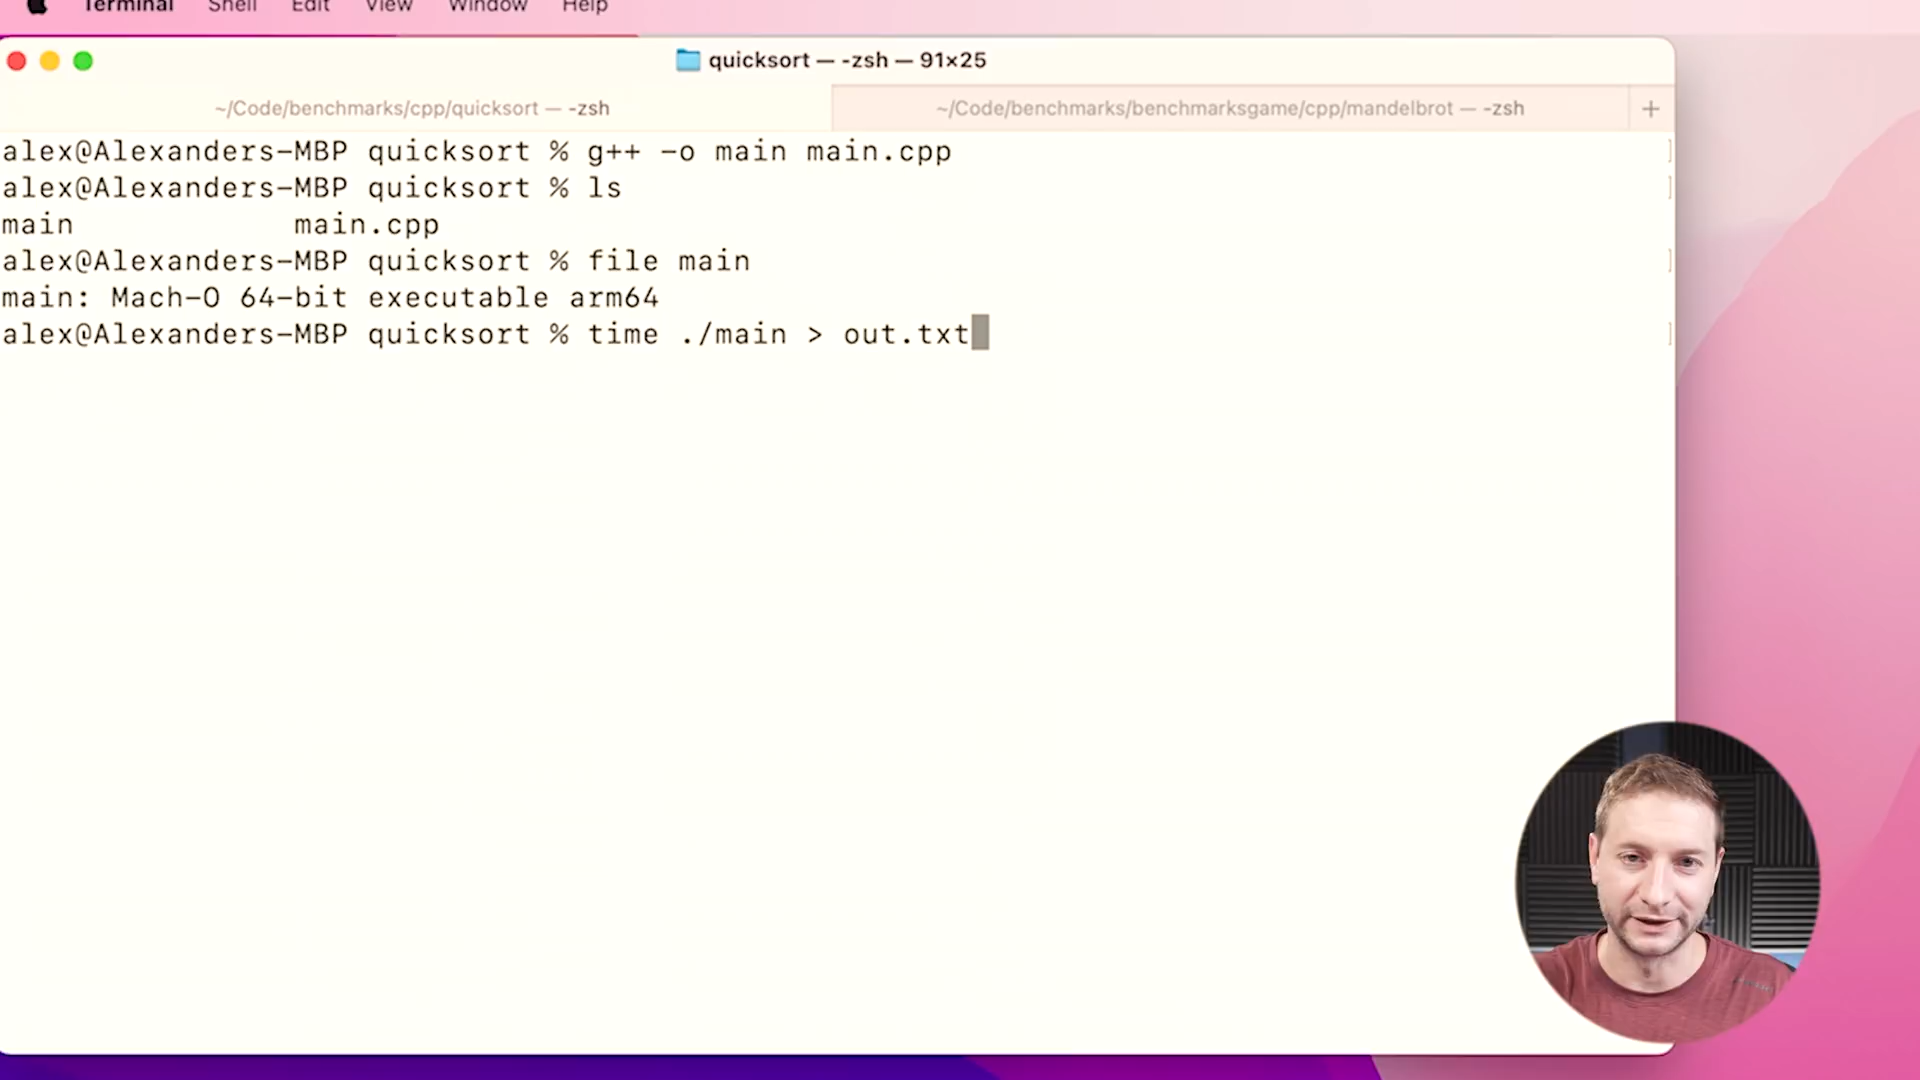 Terminal Shell Edit View Window Help
quicksort — -zsh — 91×25
~/Code/benchmarks/cpp/quicksort — -zsh ~/Code/benchmarks/benchmarksgame/cpp/mandelbrot — -zsh +
alex@Alexanders-MBP quicksort % g++ -o main main.cpp
alex@Alexanders-MBP quicksort % ls
main main.cpp
alex@Alexanders-MBP quicksort % file main
main: Mach-O 64-bit executable arm64
alex@Alexanders-MBP quicksort % time ./main > out.txt